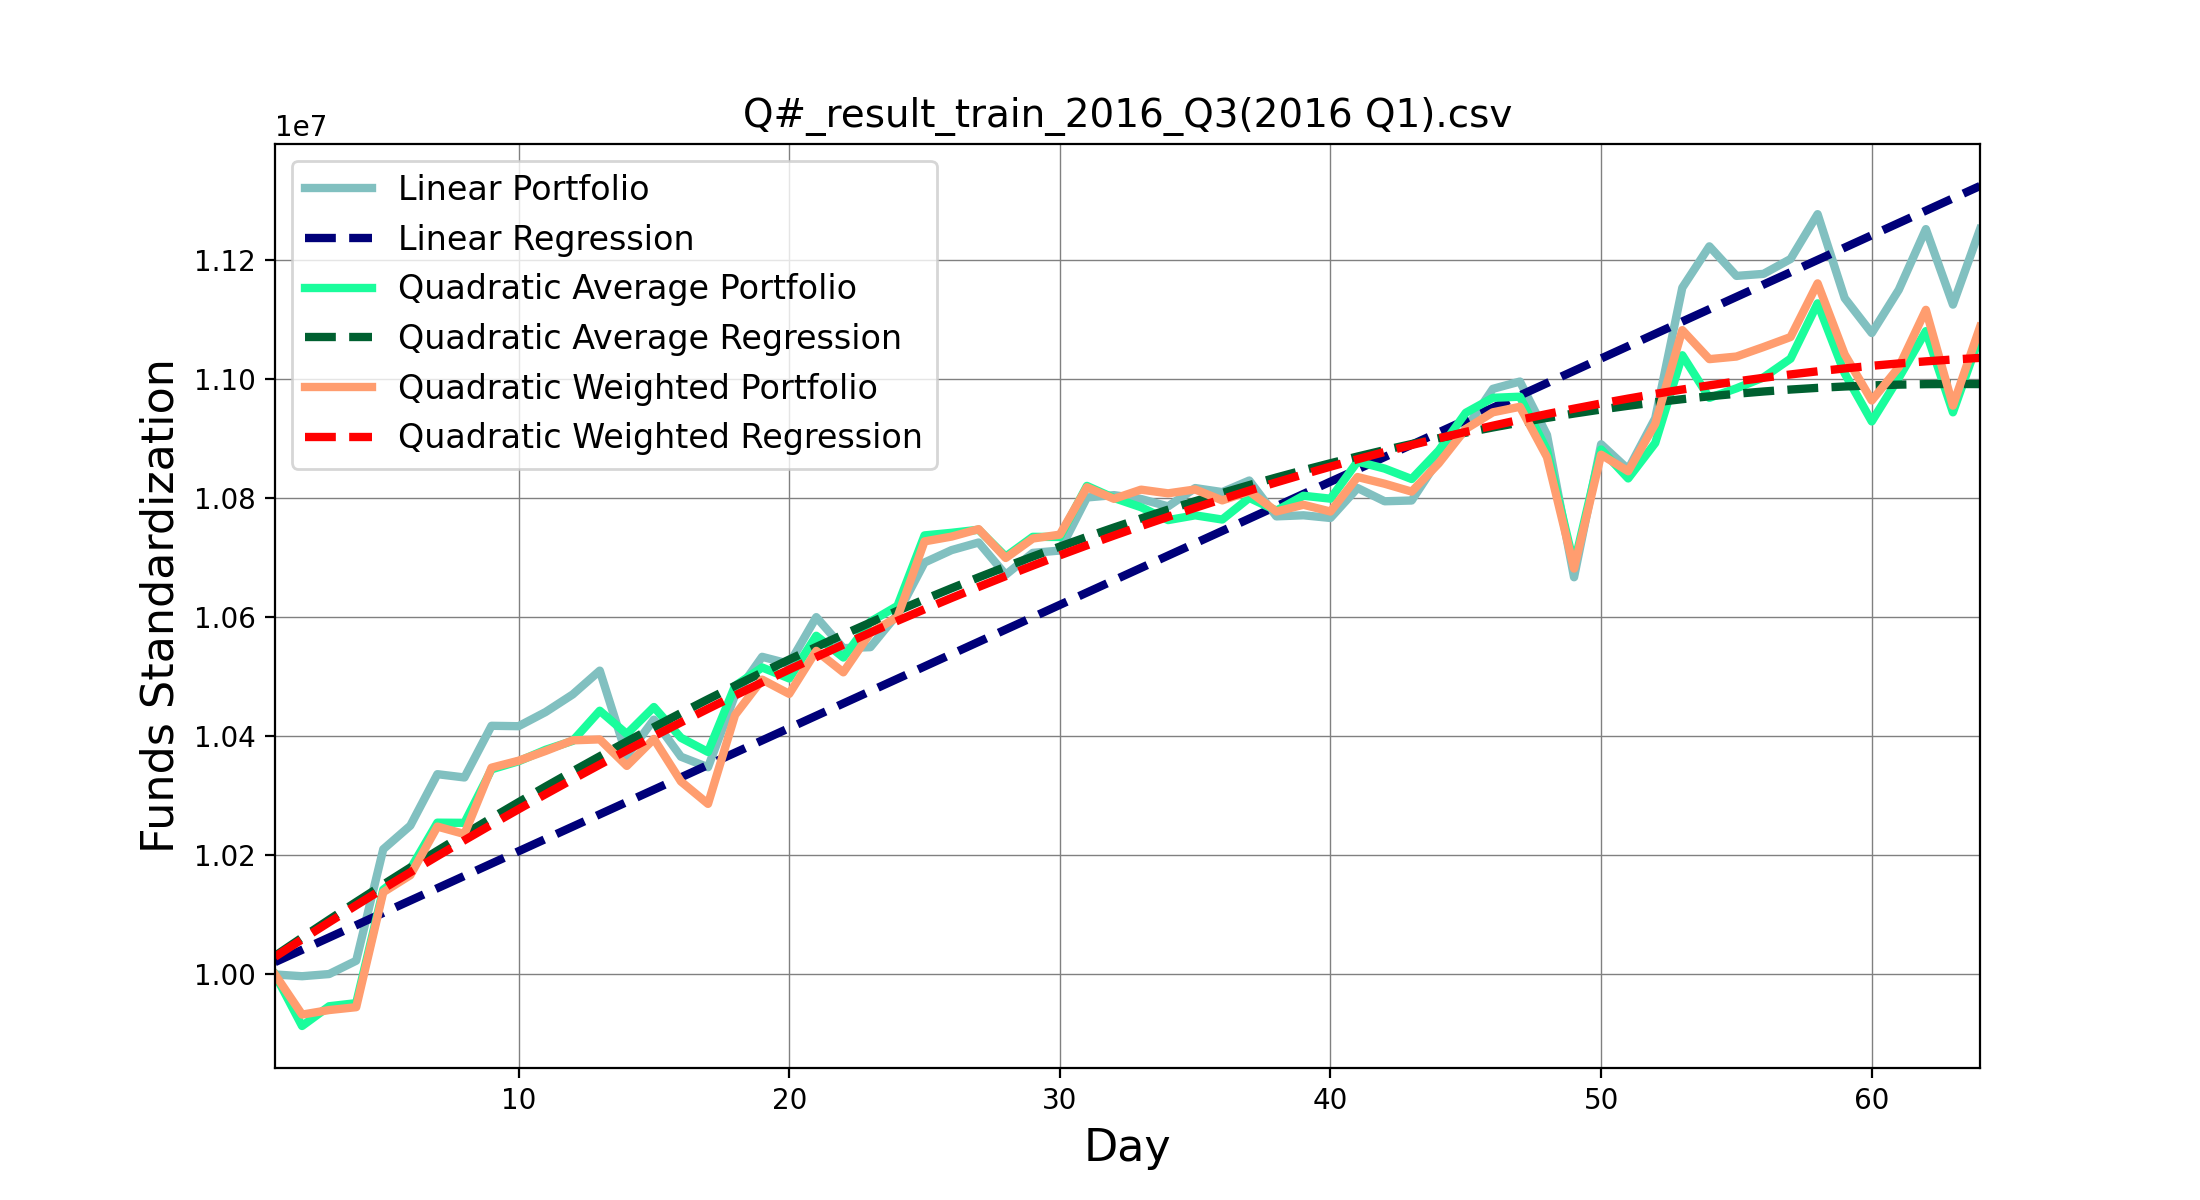 Q#_result_train_2016_Q3(2016 Q1).csv
1e7
Linear Portfolio
Linear Regression
Quadratic Average Portfolio
Quadratic Average Regression
Quadratic Weighted Portfolio
Quadratic Weighted Regression
Funds Standardization
1.12
1.10
1.08
1.06
1.04
1.02
1.00
10 20 30 40 50 60
Day